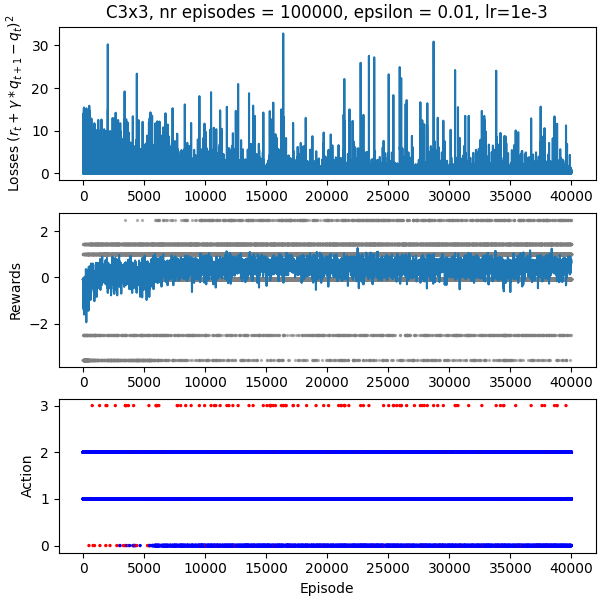 C3x3, nr episodes = 100000, epsilon = 0.01, lr=1e-3
Losses $(r_t + \gamma * q_{t+1} - q_t)^2$
30
20
10
0
0 5000 10000 15000 20000 25000 30000 35000 40000
Rewards
2
0
−2
0 5000 10000 15000 20000 25000 30000 35000 40000
Action
3
2
1
0
0 5000 10000 15000 20000 25000 30000 35000 40000
Episode